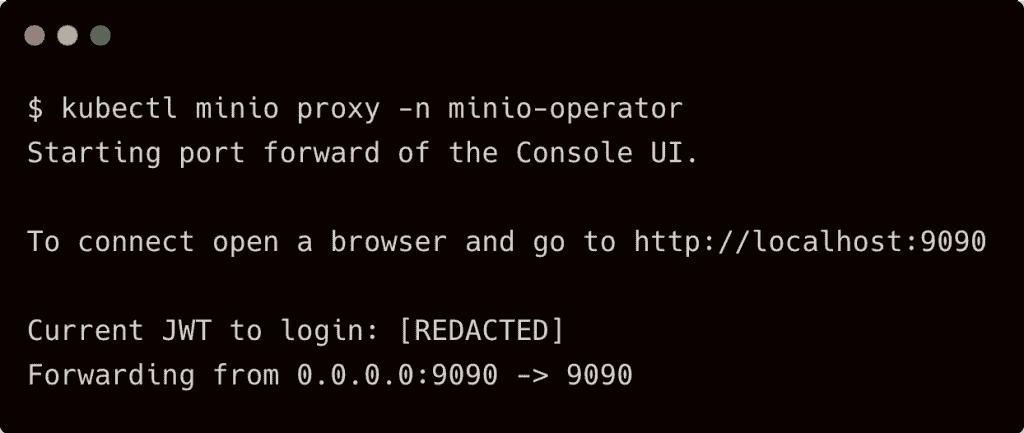 $ kubectl minio proxy -n minio-operator
Starting port forward of the Console UI.
To connect open a browser and go to http://localhost:9090
Current JWT to login: [REDACTED]
Forwarding from 0.0.0.0:9090 -> 9090